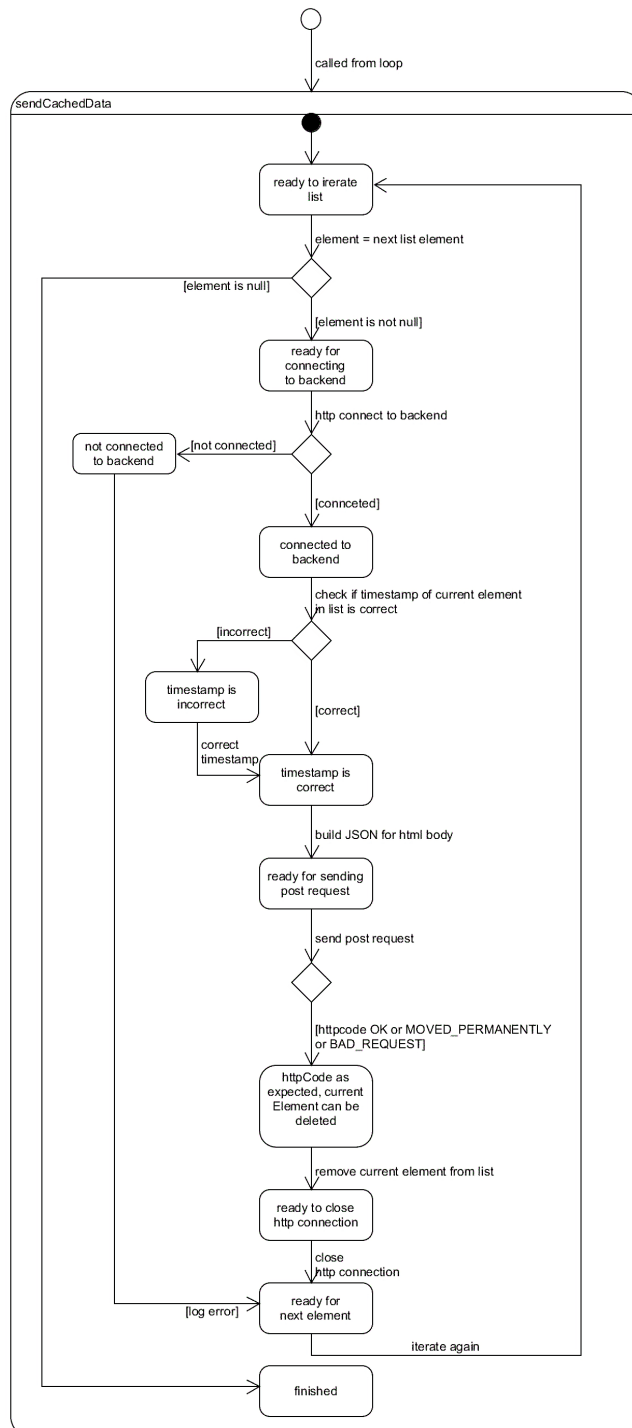 called from loop
sendCachedData
ready to irerate
list
element = next list element
[element is null]
[element is not null]
ready for
connecting
to backend
http connect to backend
not connected
to backend
[not connected]
[connceted]
connected to
backend
check if timestamp of current element
in list is correct
[incorrect]
timestamp is
incorrect
[correct]
correct
timestamp
timestamp is
correct
build JSON for html body
ready for sending
post request
send post request
[httpcode OK or MOVED_PERMANENTLY
or BAD_REQUEST]
httpCode as
expected, current
Element can be
deleted
remove current element from list
ready to close
http connection
close
http connection
ready for
next element
[log error]
iterate again
finished